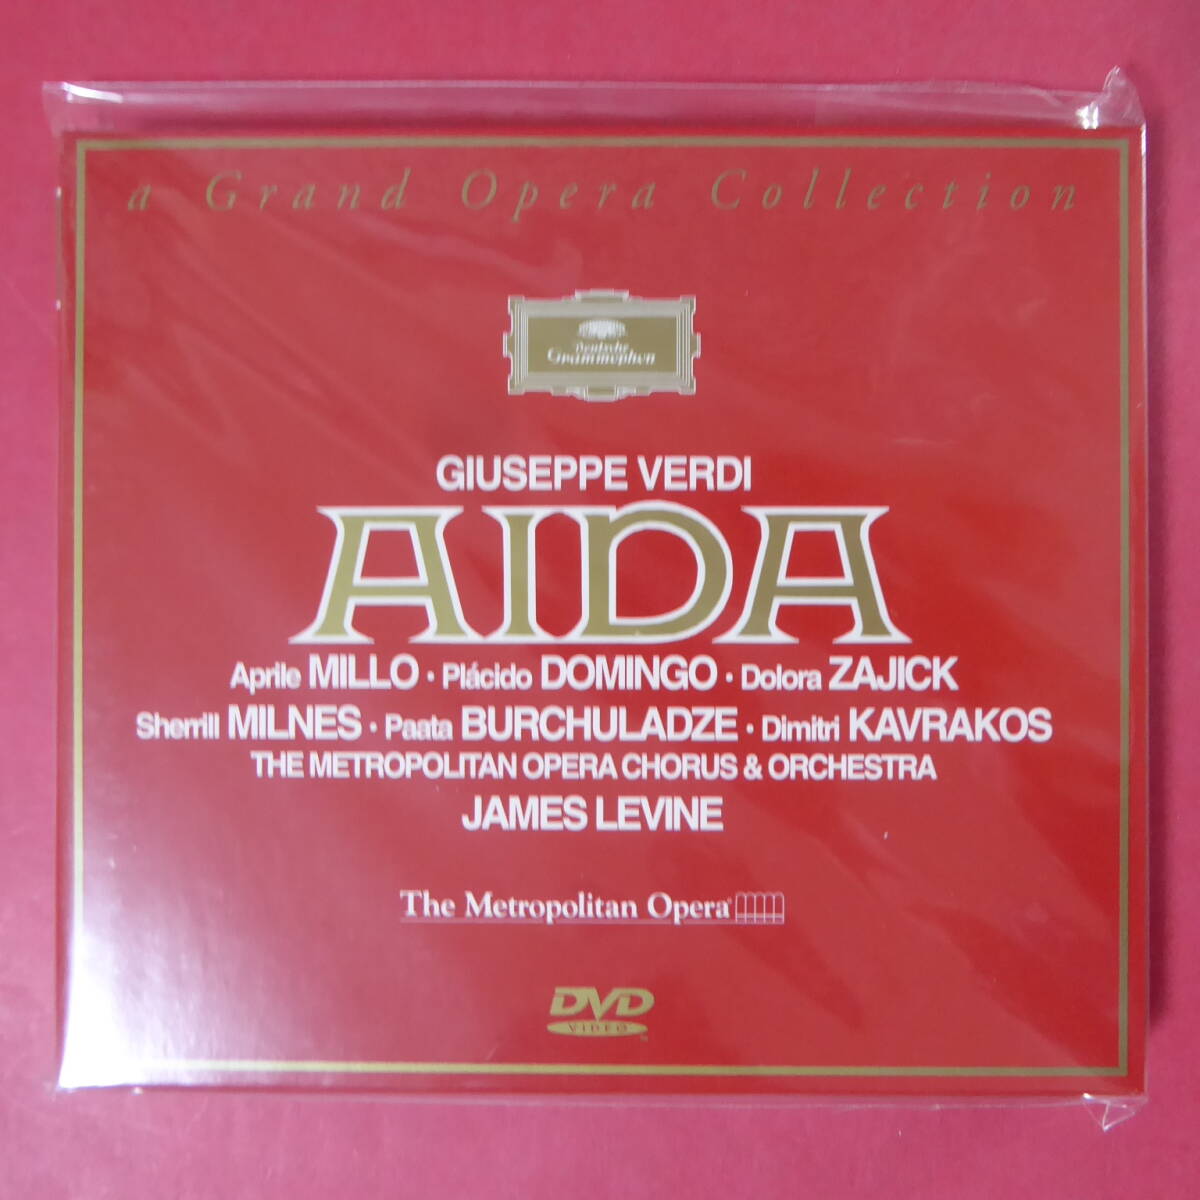 a Grand Opera Collection
Deutsche
Grammophon
GIUSEPPE VERDI
AIDA
Aprile MILLO · Plácido DOMINGO · Dolora ZAJICK
Sherrill MILNES · Paata BURCHULADZE · Dimitri KAVRAKOS
THE METROPOLITAN OPERA CHORUS & ORCHESTRA
JAMES LEVINE
The Metropolitan Opera
DVD
VIDEO